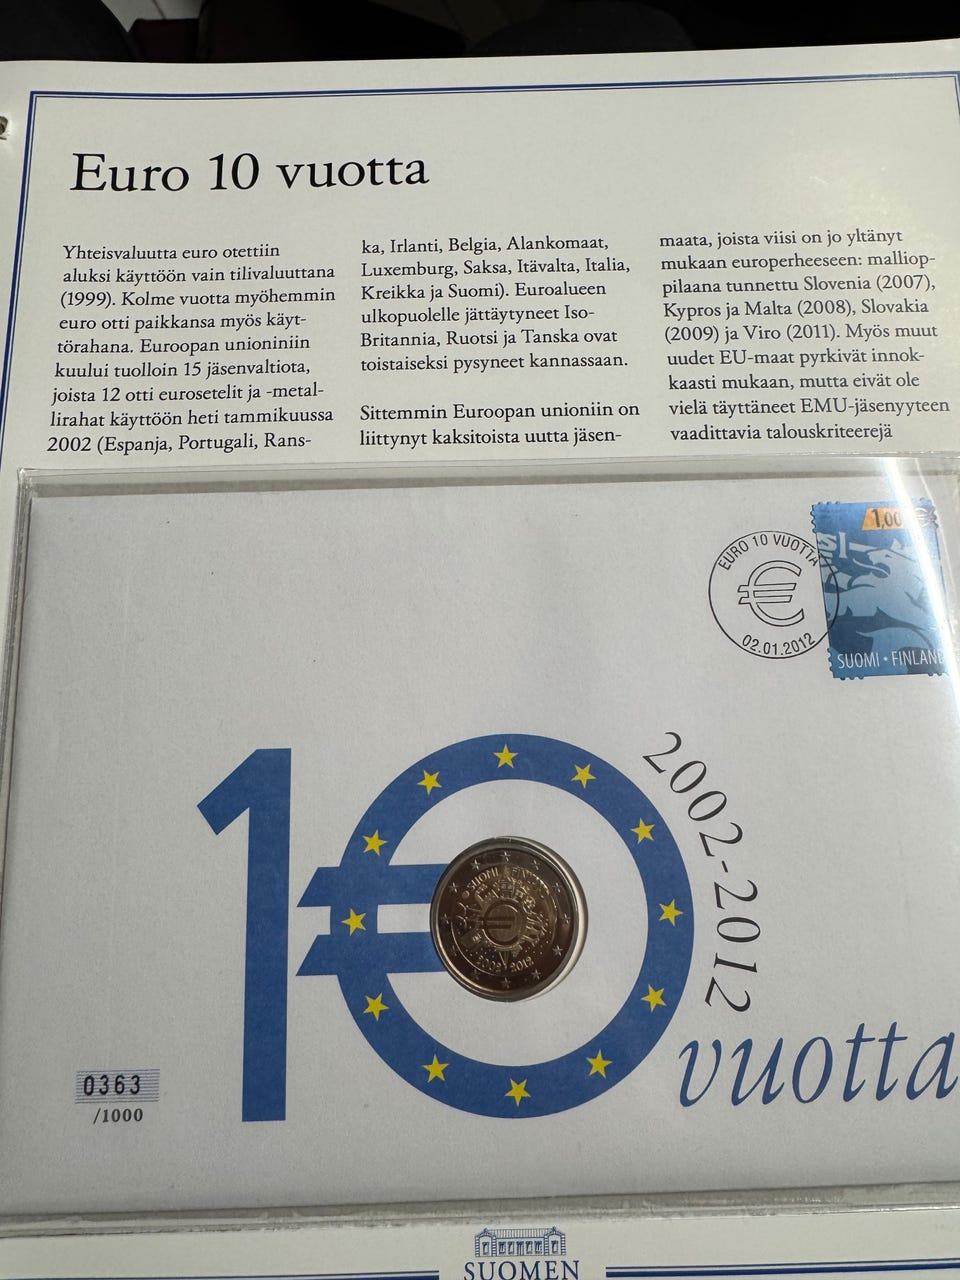 Euro 10 vuotta
Yhteisvaluutta euro otettiin
aluksi käyttöön vain tilivaluuttana
(1999). Kolme vuotta myöhemmin
euro otti paikkansa myös käyt-
törahana. Euroopan unioniniin
kuului tuolloin 15 jäsenvaltiota,
joista 12 otti eurosetelit ja -metal-
lirahat käyttöön heti tammikuussa
2002 (Espanja, Portugali, Rans-
ka, Irlanti, Belgia, Alankomaat,
Luxemburg, Saksa, Itävalta, Italia,
Kreikka ja Suomi). Euroalueen
ulkopuolelle jättäytyneet Iso-
Britannia, Ruotsi ja Tanska ovat
toistaiseksi pysyneet kannassaan.
Sittemmin Euroopan unioniin on
liittynyt kaksitoista uutta jäsen-
maata, joista viisi on jo yltänyt
mukaan europerheeseen: malliop-
pilaana tunnettu Slovenia (2007),
Kypros ja Malta (2008), Slovakia
(2009) ja Viro (2011). Myös muut
uudet EU-maat pyrkivät innok-
kaasti mukaan, mutta eivät ole
vielä täyttäneet EMU-jäsenyyteen
vaadittavia talouskriteerejä
EURO 10 VUOTTA
€
02.01.2012
1,00 €
SUOMI • FINLAND
10
€
2002-2012
vuotta
SUOMI FINLAND
2002 2012
0363
/1000
SUOMEN